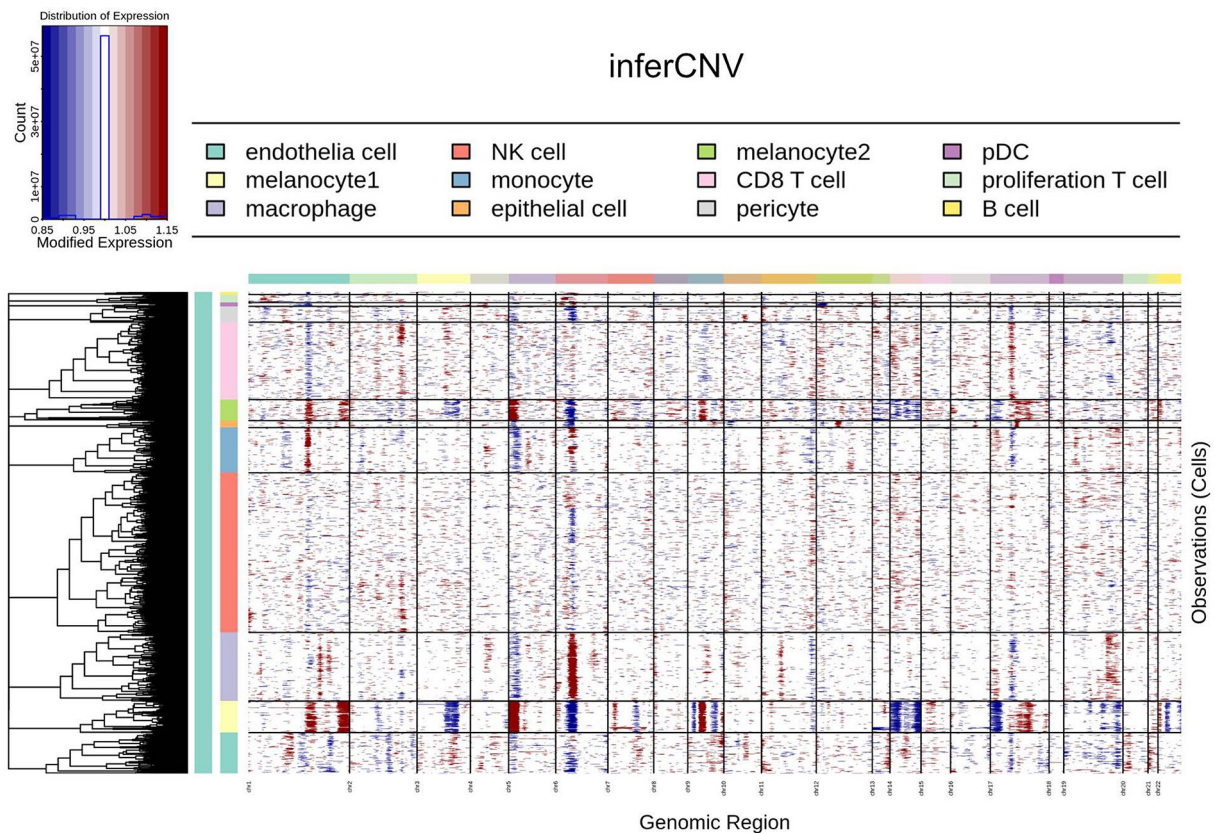 Distribution of Expression
inferCNV
Count
5e+07
3e+07
1e+07
0
0.85 0.95 1.05 1.15
Modified Expression
endothelia cell NK cell melanocyte2 pDC
melanocyte1 monocyte CD8 T cell proliferation T cell
macrophage epithelial cell pericyte B cell
Observations (Cells)
chr1 chr2 chr3 chr4 chr5 chr6 chr7 chr8 chr9 chr10 chr11 chr12 chr13 chr14 chr15 chr16 chr17 chr18 chr19 chr20 chr21 chr22
Genomic Region